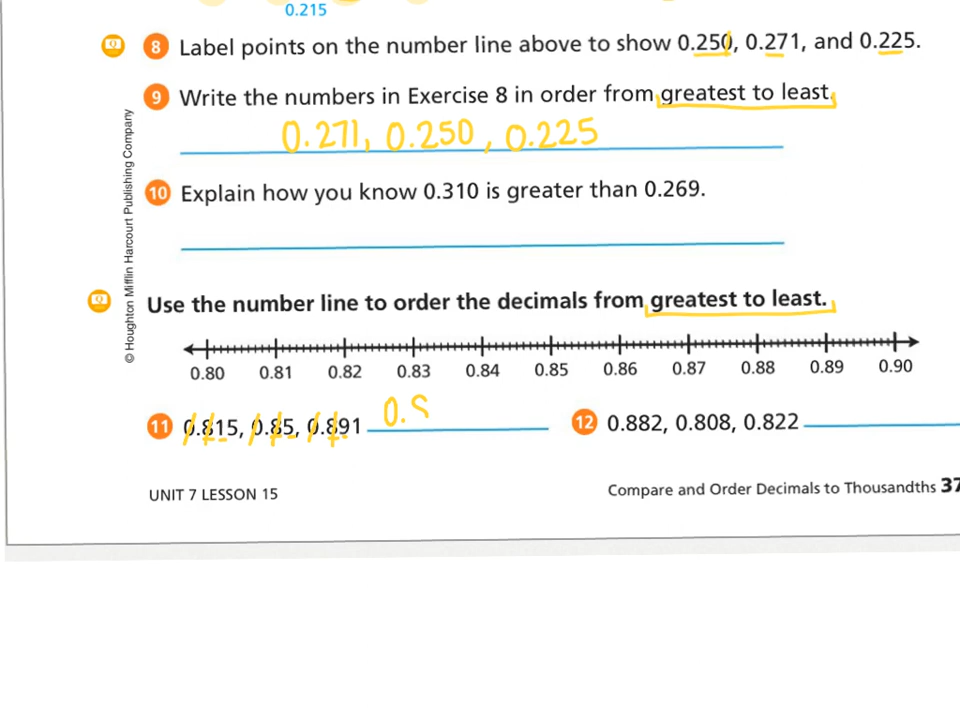 0.215
8 Label points on the number line above to show 0.250, 0.271, and 0.225.
9 Write the numbers in Exercise 8 in order from greatest to least.
0.271, 0.250, 0.225
10 Explain how you know 0.310 is greater than 0.269.
© Houghton Mifflin Harcourt Publishing Company
Use the number line to order the decimals from greatest to least.
0.80 0.81 0.82 0.83 0.84 0.85 0.86 0.87 0.88 0.89 0.90
11 0.815, 0.85, 0.891 0.8 12 0.882, 0.808, 0.822
UNIT 7 LESSON 15 Compare and Order Decimals to Thousandths 37